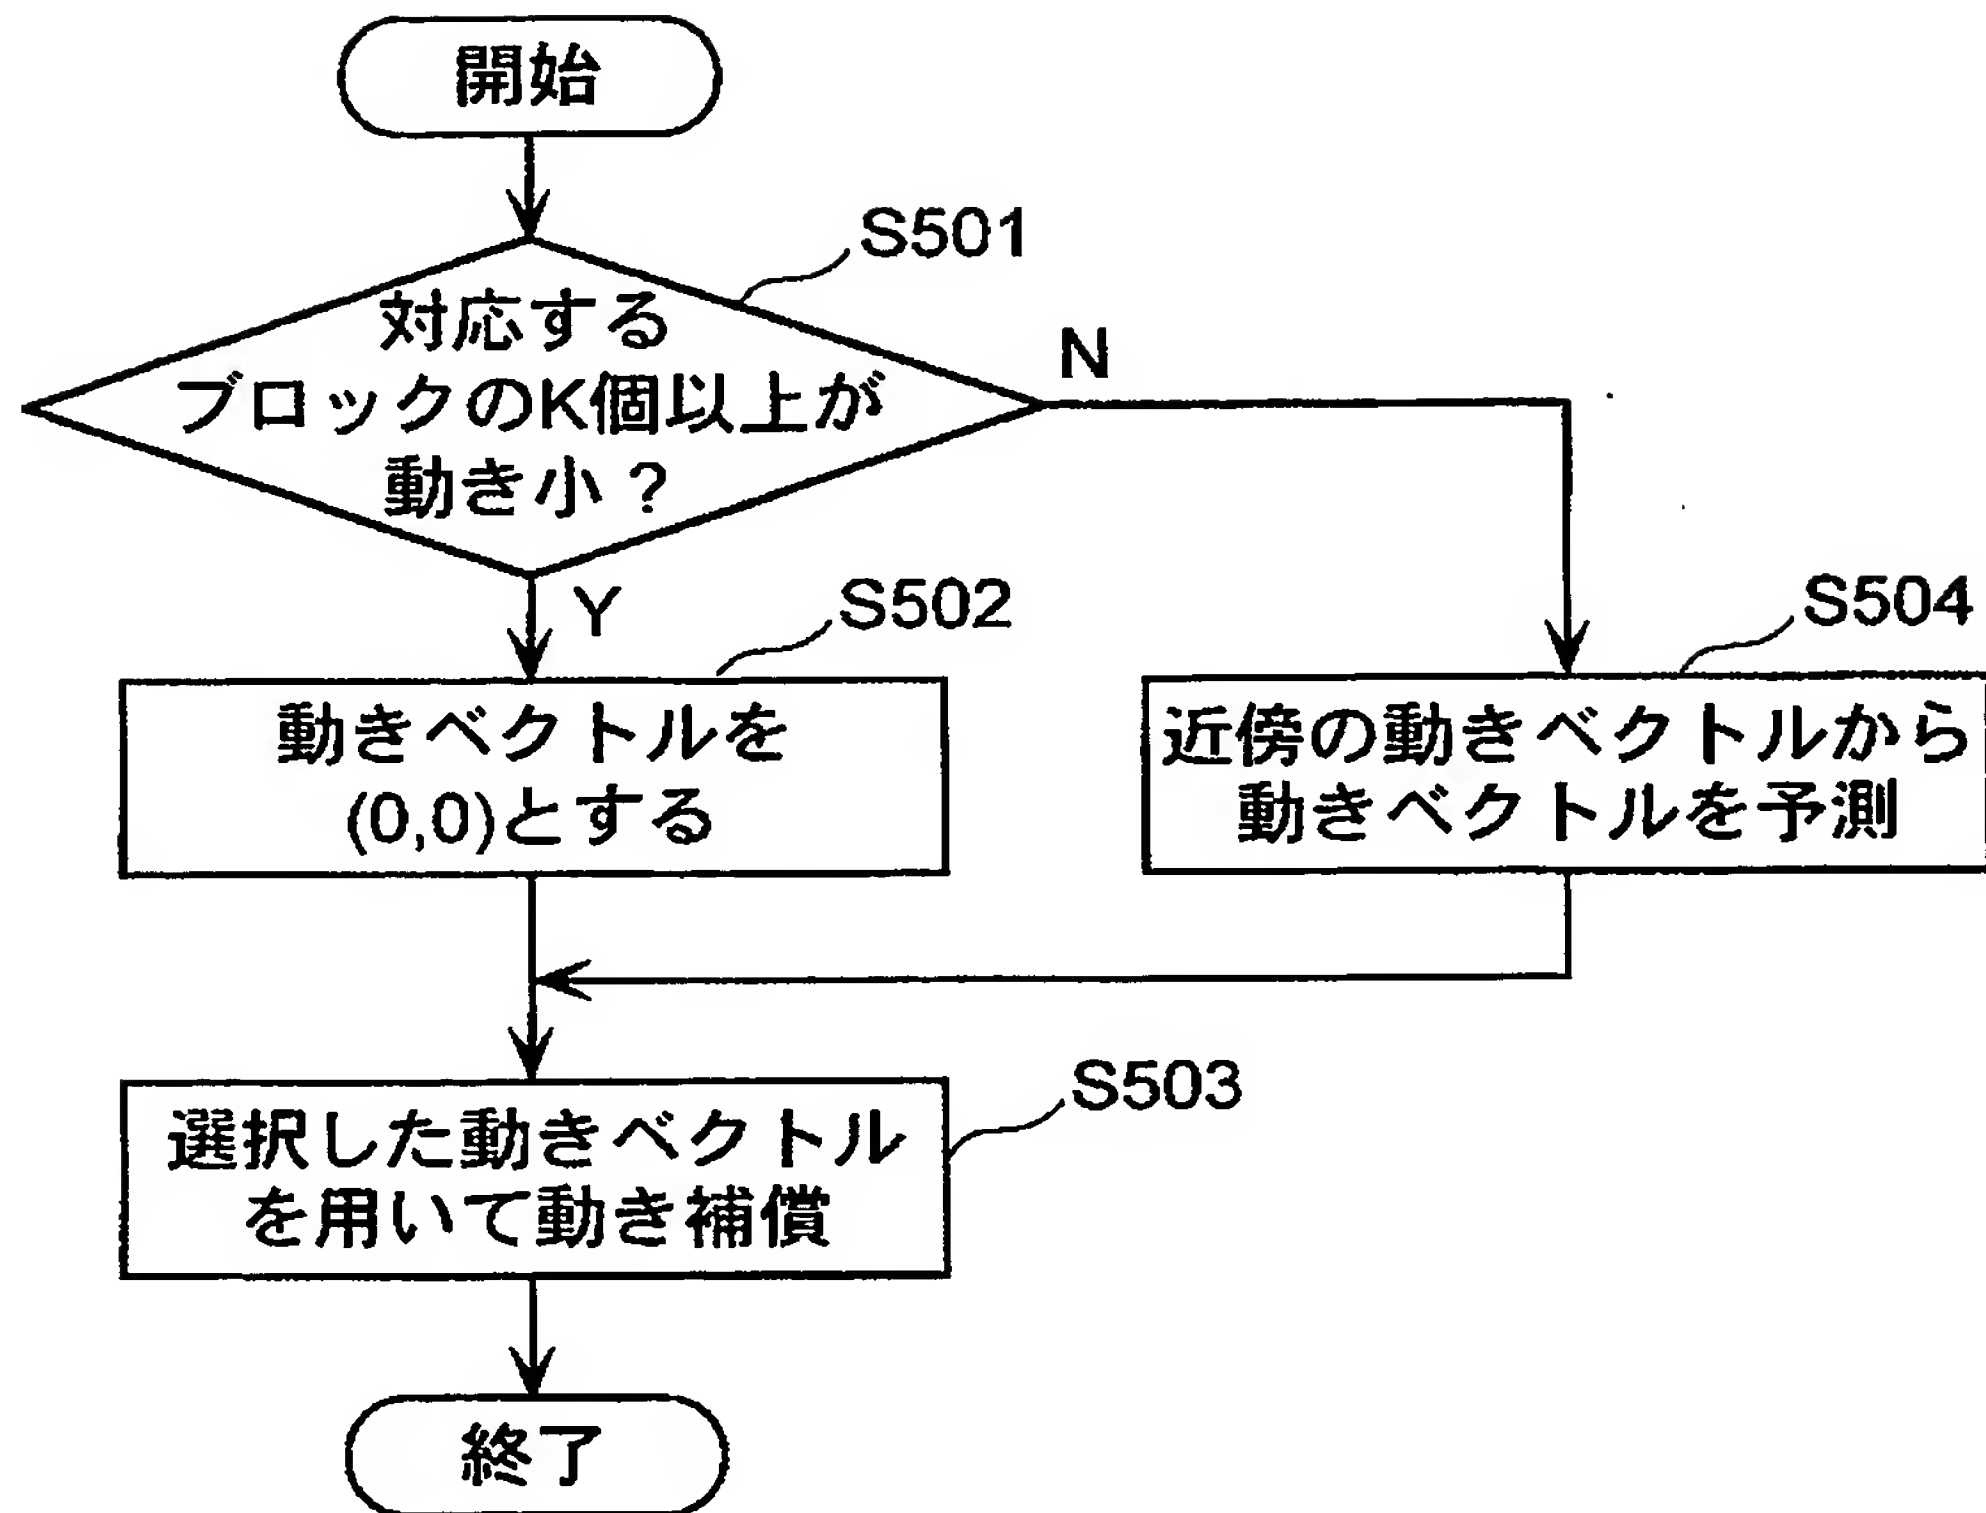 開始
S501
対応する
ブロックのK個以上が
動き小?
N
Y
S502
動きベクトルを
(0,0)とする
S504
近傍の動きベクトルから
動きベクトルを予測
S503
選択した動きベクトル
を用いて動き補償
終了